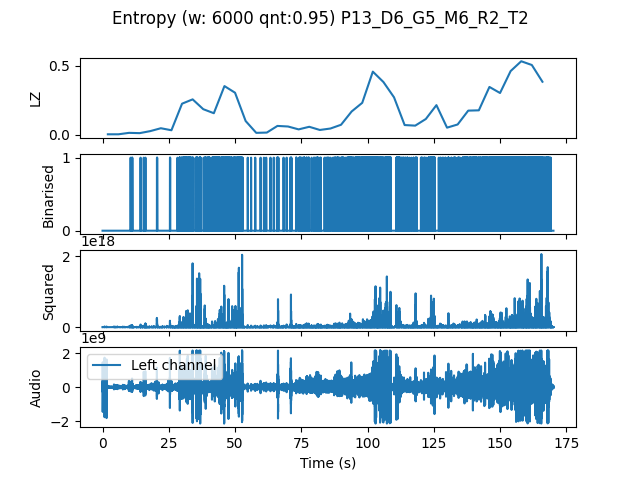 Entropy (w: 6000 qnt:0.95) P13_D6_G5_M6_R2_T2
0.5
LZ
0.0
1
Binarised
0
1e18
2
Squared
0
1e9
2
Left channel
Audio
0
−2
0 25 50 75 100 125 150 175
Time (s)